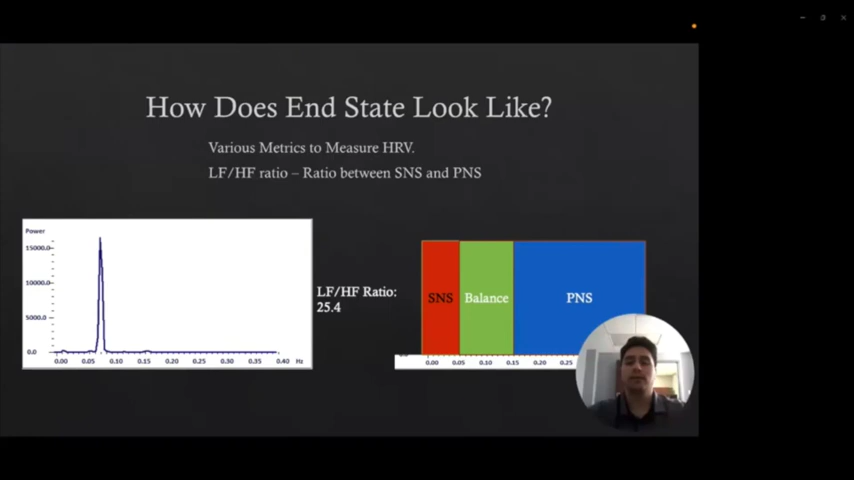 How Does End State Look Like?
Various Metrics to Measure HRV.
LF/HF ratio – Ratio between SNS and PNS
Power
15000.0
10000.0
5000.0
0.0
0.00 0.05 0.10 0.15 0.20 0.25 0.30 0.35 0.40 Hz
LF/HF Ratio:
25.4
SNS Balance PNS
0.00 0.05 0.10 0.15 0.20 0.25